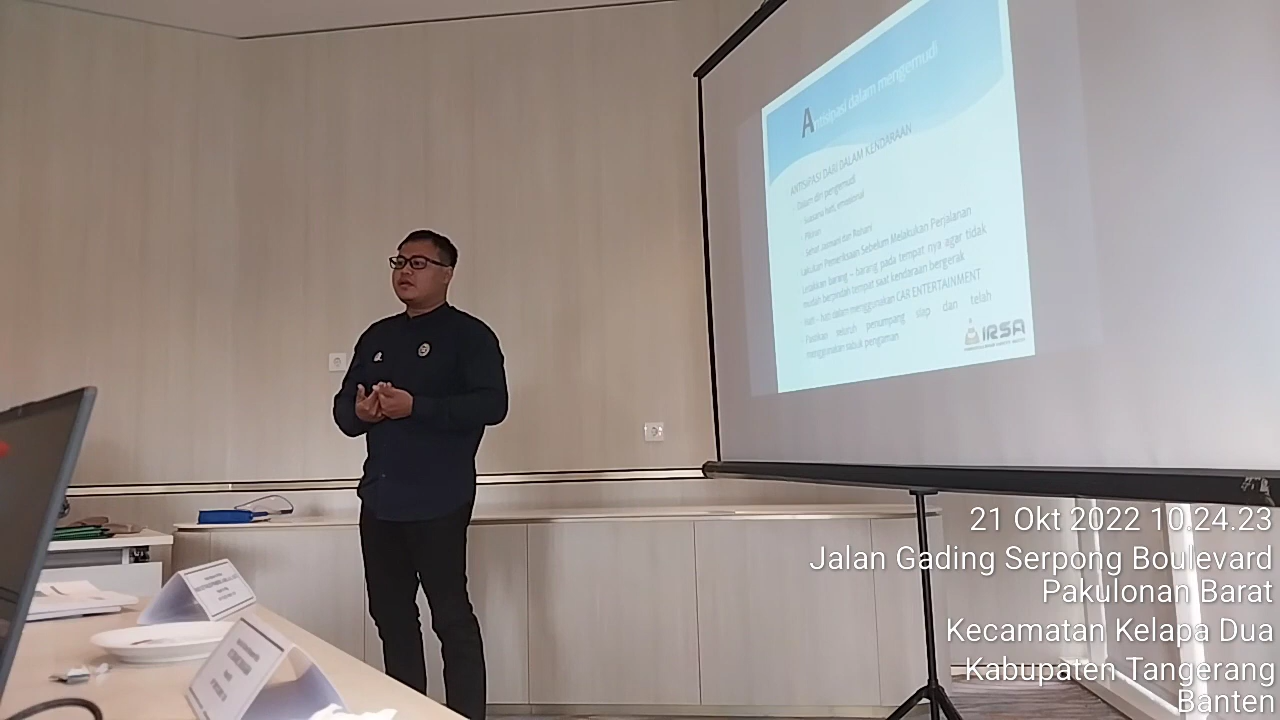 Antisipasi dalam mengemudi
ANTISIPASI DARI DALAM KENDARAAN
- Dalam diri pengemudi
- Suasana hati, emosional
- Pikiran
- Sehat Jasmani dan Rohani
Lakukan Pemeriksaan Sebelum Melakukan Perjalanan
Letakkan barang – barang pada tempat nya agar tidak
mudah berpindah tempat saat kendaraan bergerak
Hati – hati dalam menggunakan CAR ENTERTAINMENT
Pastikan seluruh penumpang siap dan telah
menggunakan sabuk pengaman
IRSA
21 Okt 2022 10.24.23
Jalan Gading Serpong Boulevard
Pakulonan Barat
Kecamatan Kelapa Dua
Kabupaten Tangerang
Banten